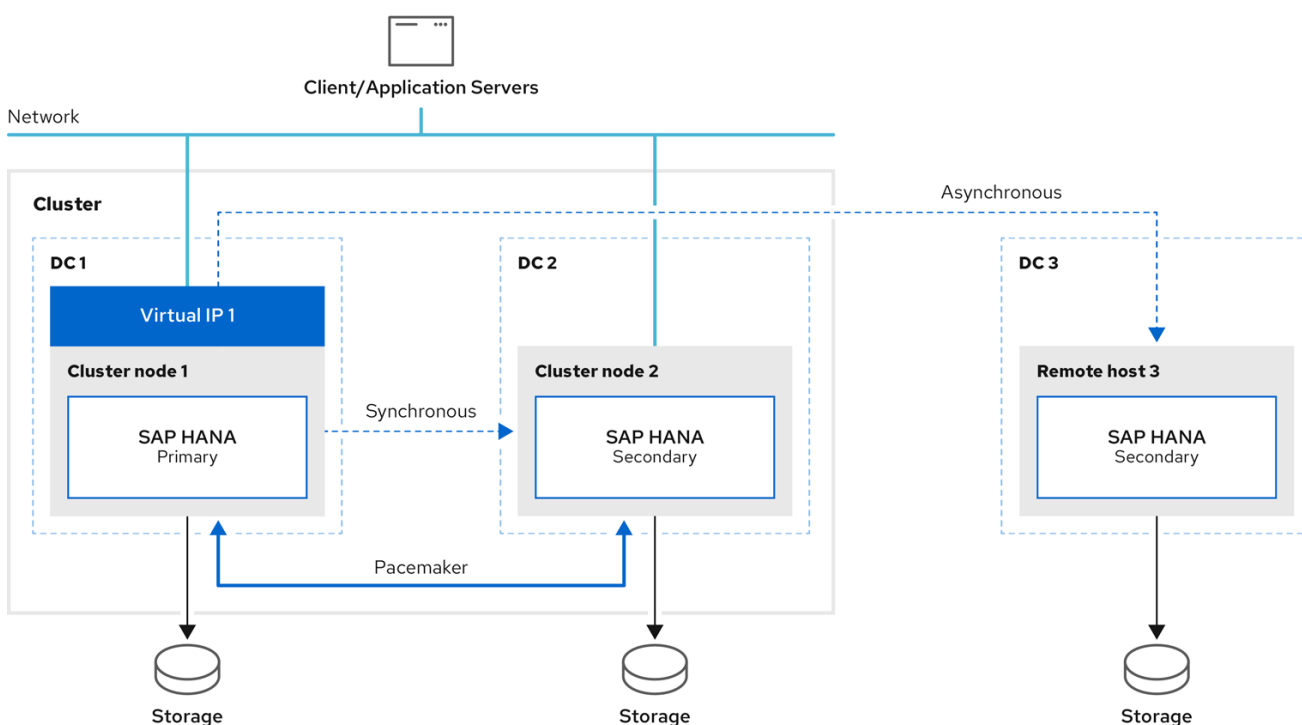 Client/Application Servers
Network
Asynchronous
Cluster
DC 1
DC 2
DC 3
Virtual IP 1
Cluster node 1
Cluster node 2
Remote host 3
Synchronous
SAP HANA
Primary
SAP HANA
Secondary
SAP HANA
Secondary
Pacemaker
Storage
Storage
Storage